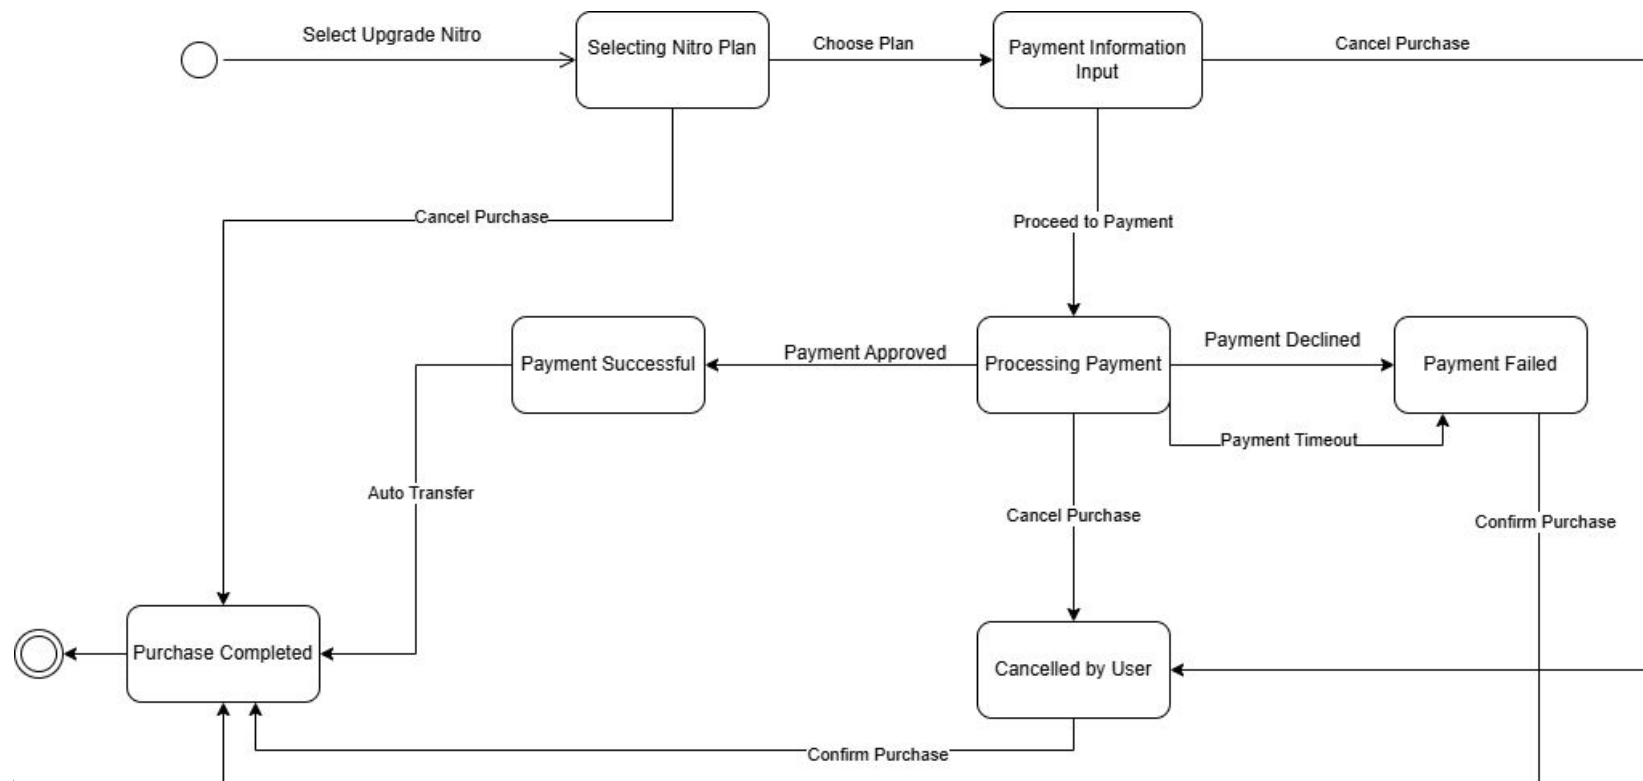 Select Upgrade Nitro
Selecting Nitro Plan
Choose Plan
Payment Information
Input
Cancel Purchase
Cancel Purchase
Proceed to Payment
Payment Successful
Payment Approved
Processing Payment
Payment Declined
Payment Failed
Payment Timeout
Auto Transfer
Cancel Purchase
Confirm Purchase
Purchase Completed
Cancelled by User
Confirm Purchase